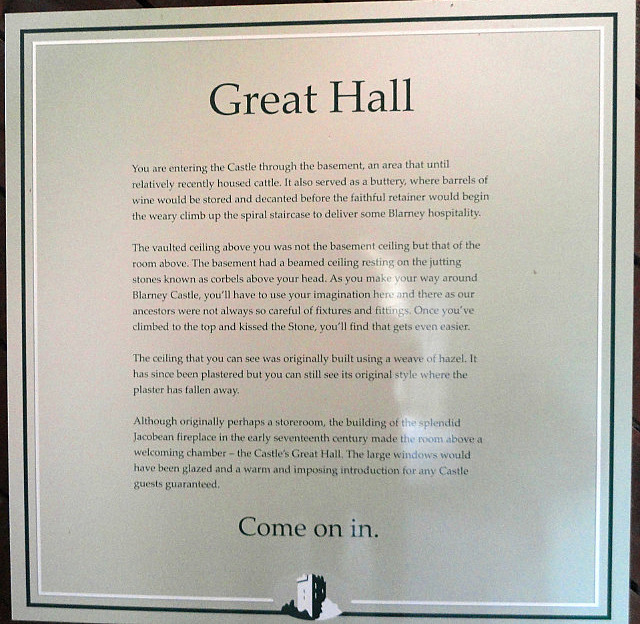 Great Hall
You are entering the Castle through the basement, an area that until
relatively recently housed cattle. It also served as a buttery, where barrels of
wine would be stored and decanted before the faithful retainer would begin
the weary climb up the spiral staircase to deliver some Blarney hospitality.
The vaulted ceiling above you was not the basement ceiling but that of the
room above. The basement had a beamed ceiling resting on the jutting
stones known as corbels above your head. As you make your way around
Blarney Castle, you'll have to use your imagination here and there as our
ancestors were not always so careful of fixtures and fittings. Once you've
climbed to the top and kissed the Stone, you'll find that gets even easier.
The ceiling that you can see was originally built using a weave of hazel. It
has since been plastered but you can still see its original style where the
plaster has fallen away.
Although originally perhaps a storeroom, the building of the splendid
Jacobean fireplace in the early seventeenth century made the room above a
welcoming chamber – the Castle's Great Hall. The large windows would
have been glazed and a warm and imposing introduction for any Castle
guests guaranteed.
Come on in.